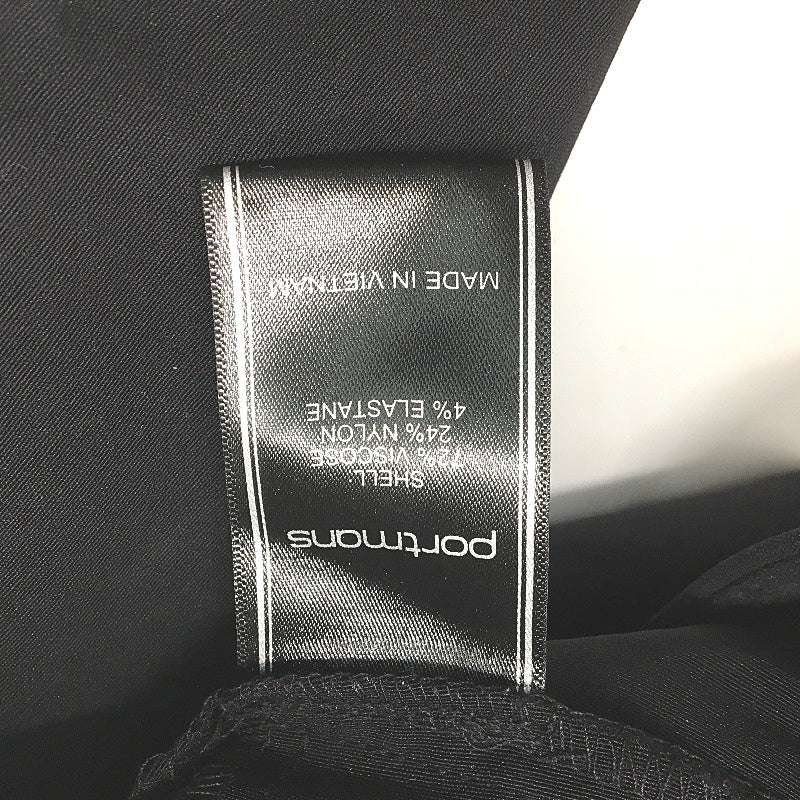 portmans
SHELL
72% VISCOSE
24% NYLON
4% ELASTANE
MADE IN VIETNAM